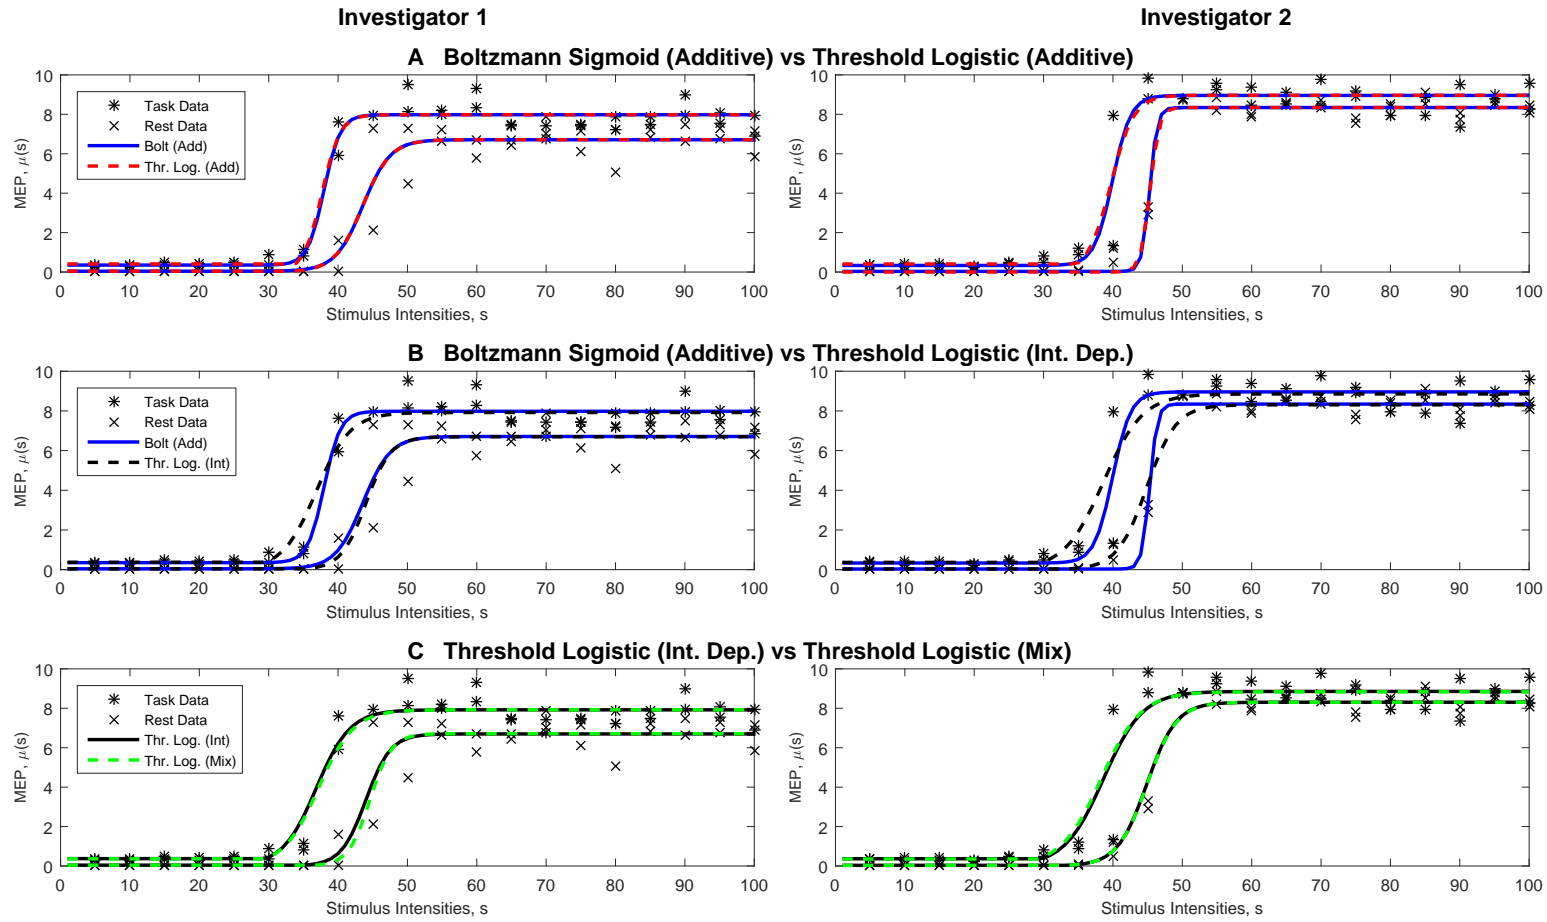 Investigator 1
Investigator 2
A Boltzmann Sigmoid (Additive) vs Threshold Logistic (Additive)
MEP, μ(s)
10
8
6
4
2
0
Task Data
Rest Data
Bolt (Add)
Thr. Log. (Add)
0 10 20 30 40 50 60 70 80 90 100
Stimulus Intensities, s
MEP, μ(s)
10
8
6
4
2
0
0 10 20 30 40 50 60 70 80 90 100
Stimulus Intensities, s
B Boltzmann Sigmoid (Additive) vs Threshold Logistic (Int. Dep.)
MEP, μ(s)
10
8
6
4
2
0
Task Data
Rest Data
Bolt (Add)
Thr. Log. (Int)
0 10 20 30 40 50 60 70 80 90 100
Stimulus Intensities, s
MEP, μ(s)
10
8
6
4
2
0
0 10 20 30 40 50 60 70 80 90 100
Stimulus Intensities, s
C Threshold Logistic (Int. Dep.) vs Threshold Logistic (Mix)
MEP, μ(s)
10
8
6
4
2
0
Task Data
Rest Data
Thr. Log. (Int)
Thr. Log. (Mix)
0 10 20 30 40 50 60 70 80 90 100
Stimulus Intensities, s
MEP, μ(s)
10
8
6
4
2
0
0 10 20 30 40 50 60 70 80 90 100
Stimulus Intensities, s